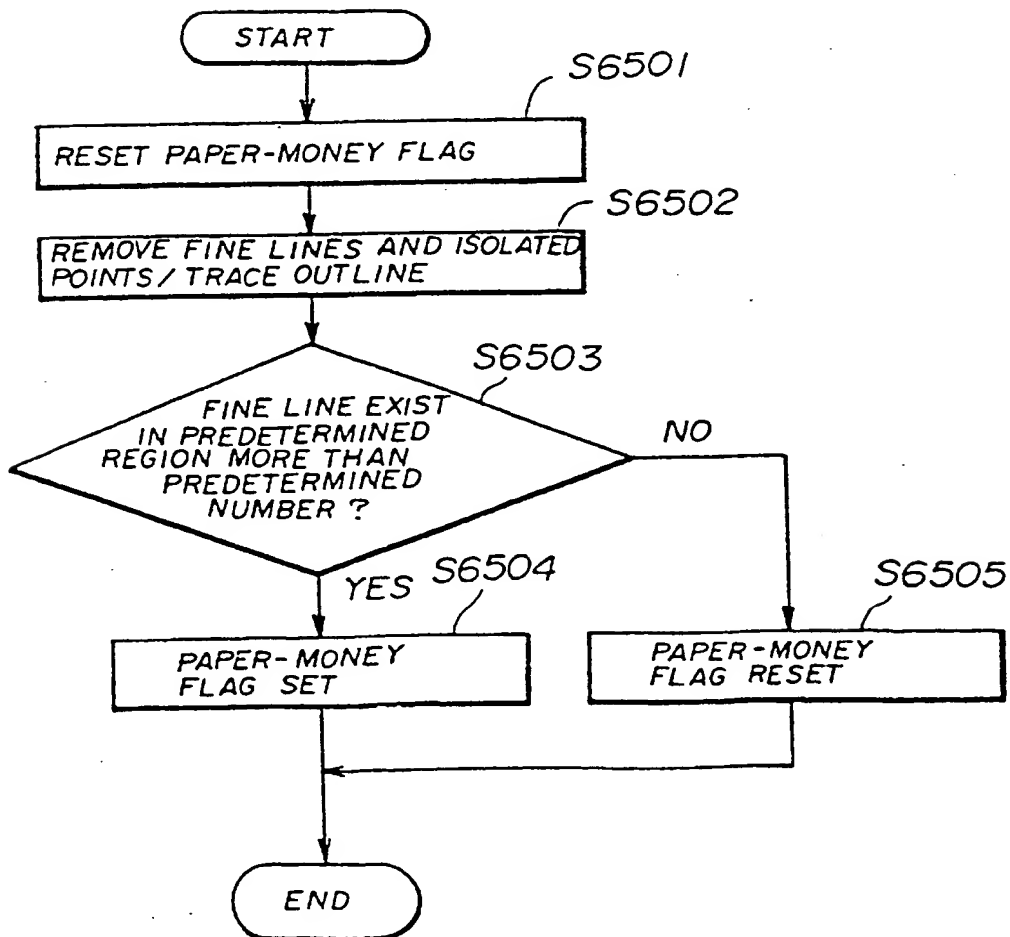 START
S6501
RESET PAPER-MONEY FLAG
S6502
REMOVE FINE LINES AND ISOLATED
POINTS/TRACE OUTLINE
S6503
FINE LINE EXIST
IN PREDETERMINED
REGION MORE THAN
PREDETERMINED
NUMBER ?
NO
YES
S6504
S6505
PAPER-MONEY
FLAG SET
PAPER-MONEY
FLAG RESET
END